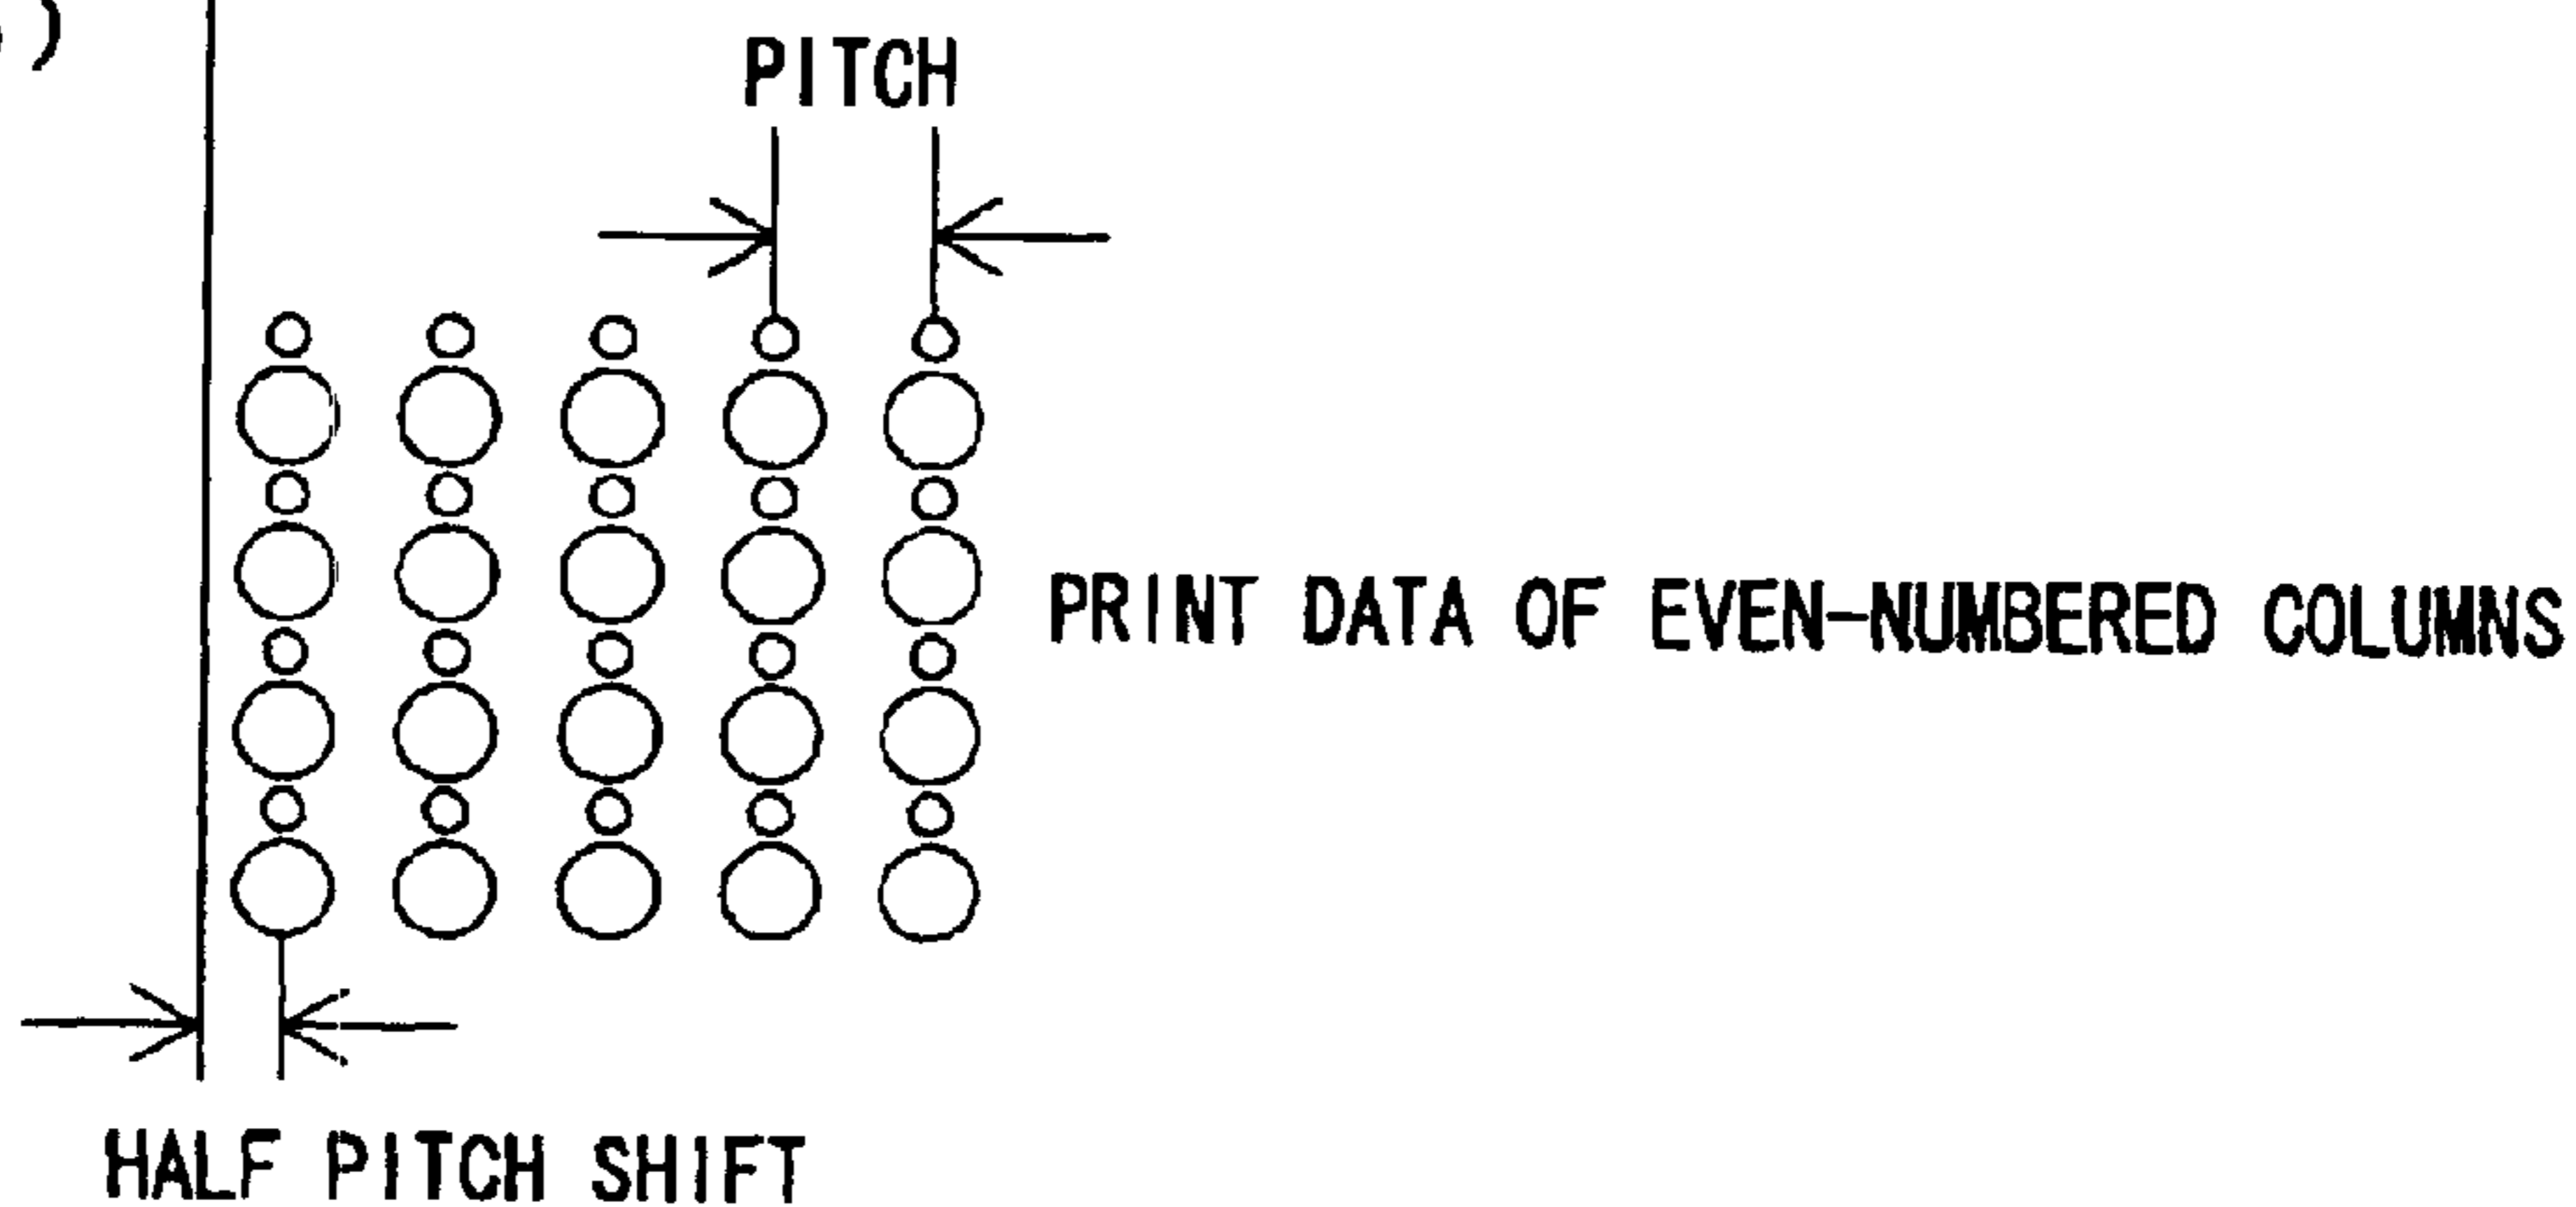 )
PITCH
PRINT DATA OF EVEN-NUMBERED COLUMNS
HALF PITCH SHIFT